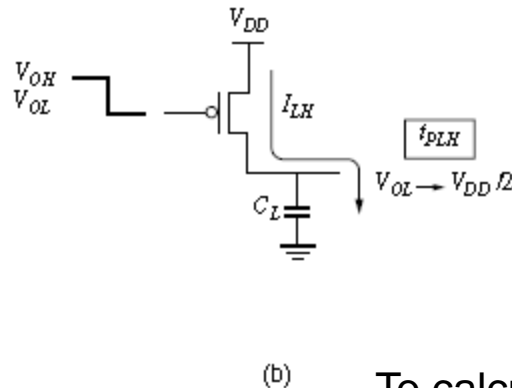 V_DD
V_OH
V_OL
I_LH
t_PLH
V_OL → V_DD /2
C_L
(b)
To calc